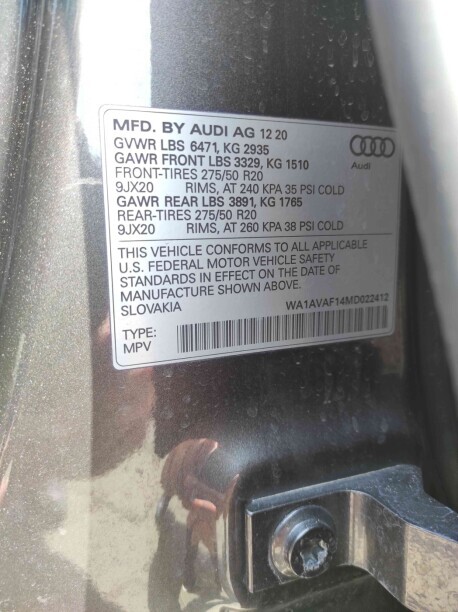 MFD. BY AUDI AG 12 20
GVWR LBS 6471, KG 2935
GAWR FRONT LBS 3329, KG 1510
FRONT-TIRES 275/50 R20
9JX20 RIMS, AT 240 KPA 35 PSI COLD
GAWR REAR LBS 3891, KG 1765
REAR-TIRES 275/50 R20
9JX20 RIMS, AT 260 KPA 38 PSI COLD
Audi
THIS VEHICLE CONFORMS TO ALL APPLICABLE
U.S. FEDERAL MOTOR VEHICLE SAFETY
STANDARDS IN EFFECT ON THE DATE OF
MANUFACTURE SHOWN ABOVE.
SLOVAKIA WA1AVAF14MD022412
TYPE:
MPV